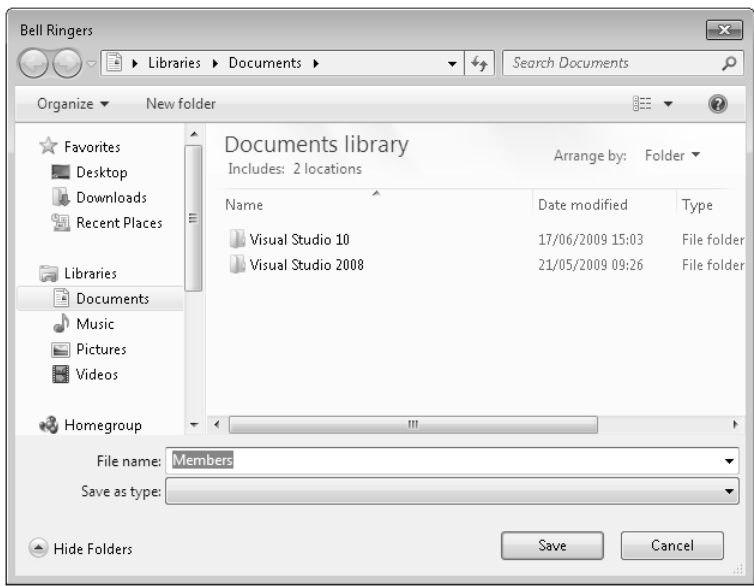 Bell Ringers
Libraries Documents
Search Documents
Organize New folder
Favorites
Desktop
Downloads
Recent Places
Libraries
Documents
Music
Pictures
Videos
Homegroup
Documents library
Includes: 2 locations
Arrange by: Folder
Name Date modified Type
Visual Studio 10 17/06/2009 15:03 File folder
Visual Studio 2008 21/05/2009 09:26 File folder
File name: Members
Save as type:
Hide Folders
Save Cancel